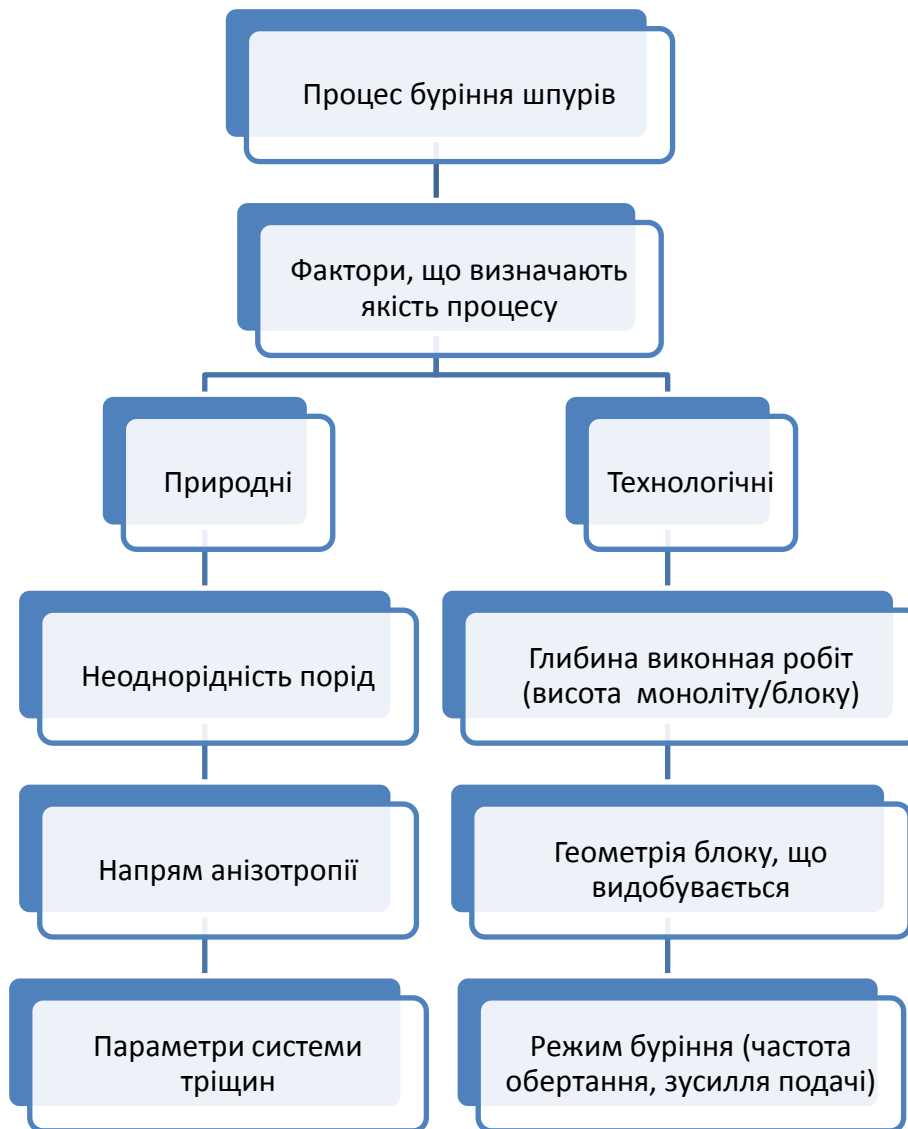 Процес буріння шпурів
Фактори, що визначають
якість процесу
Природні
Технологічні
Неоднорідність порід
Глибина виконная робіт
(висота моноліту/блоку)
Напрям анізотропії
Геометрія блоку, що
видобувається
Параметри системи
тріщин
Режим буріння (частота
обертання, зусилля подачі)